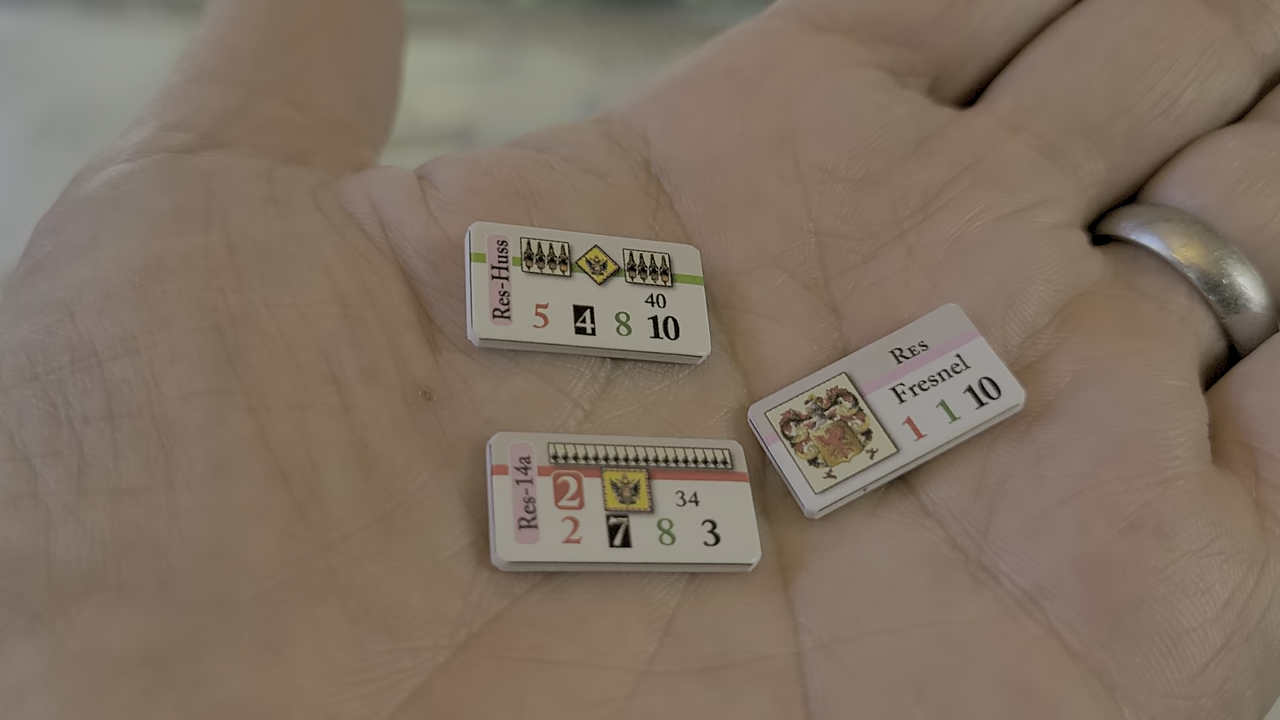 Res-Huss
40
5 4 8 10
RES
Fresnel
1 1 10
Res-14a
2 34
2 7 8 3